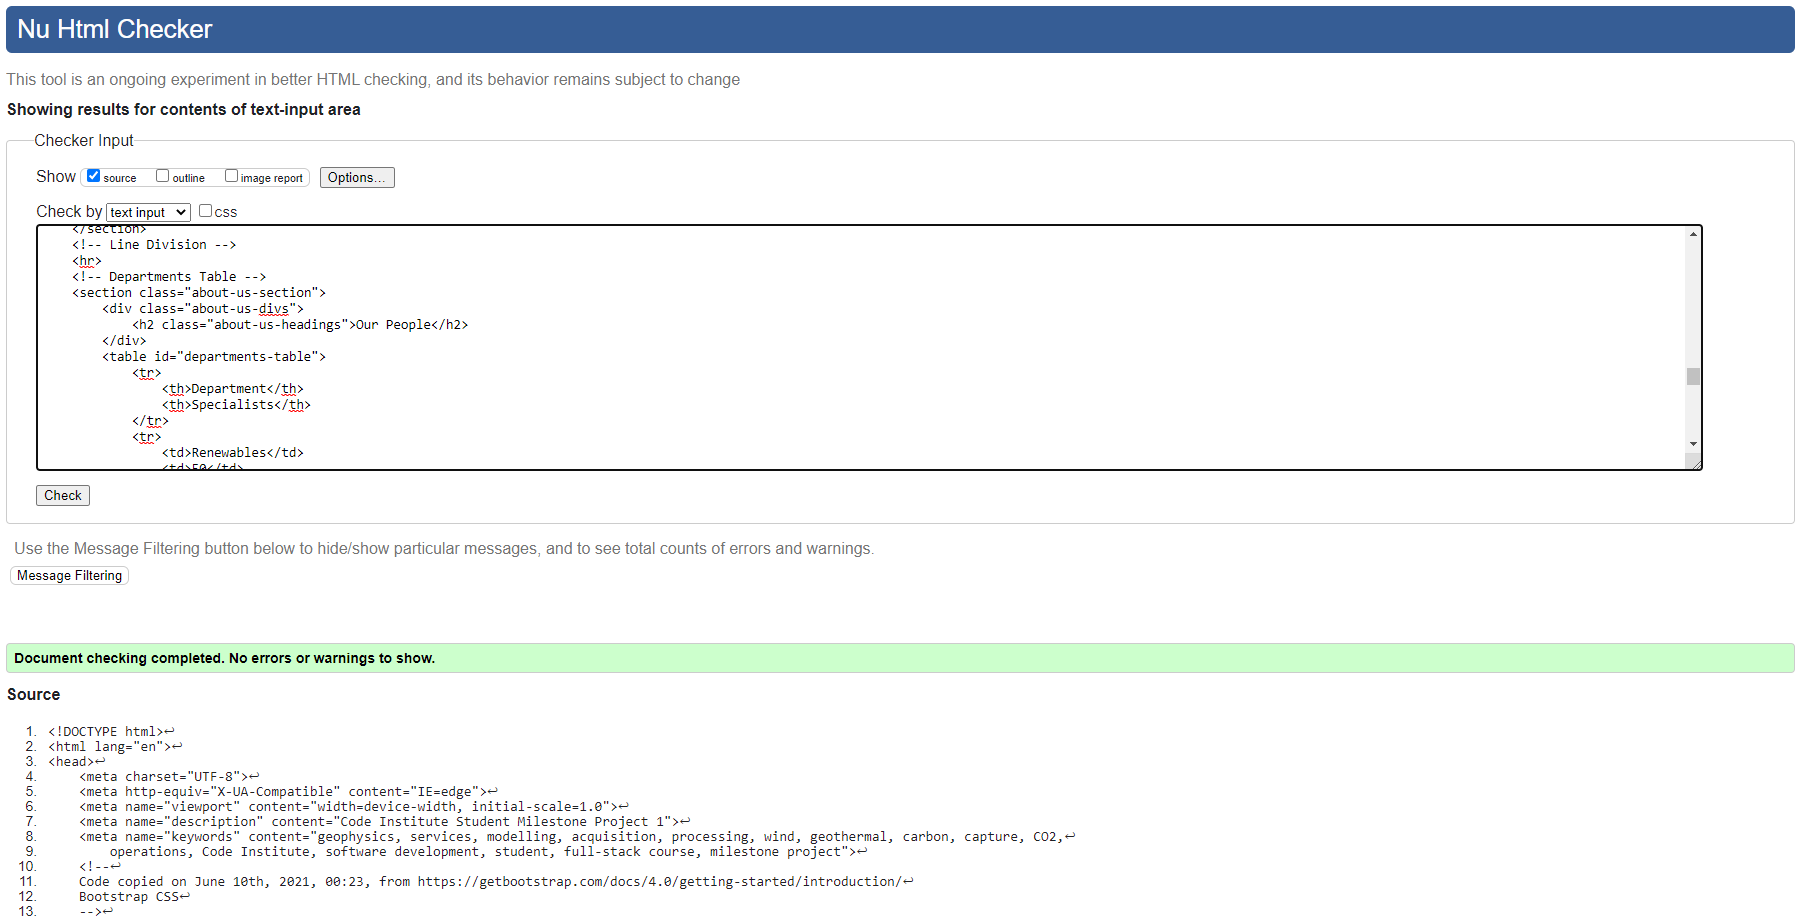 Nu Html Checker
This tool is an ongoing experiment in better HTML checking, and its behavior remains subject to change
Showing results for contents of text-input area
Checker Input
Show source outline image report Options...
Check by text input css
</section>
<!-- Line Division -->
<hr>
<!-- Departments Table -->
<section class="about-us-section">
<div class="about-us-divs">
<h2 class="about-us-headings">Our People</h2>
</div>
<table id="departments-table">
<tr>
<th>Department</th>
<th>Specialists</th>
</tr>
<tr>
<td>Renewables</td>
<td>50</td>
Check
Use the Message Filtering button below to hide/show particular messages, and to see total counts of errors and warnings.
Message Filtering
Document checking completed. No errors or warnings to show.
Source
1. <!DOCTYPE html>↩
2. <html lang="en">↩
3. <head>↩
4. <meta charset="UTF-8">↩
5. <meta http-equiv="X-UA-Compatible" content="IE=edge">↩
6. <meta name="viewport" content="width=device-width, initial-scale=1.0">↩
7. <meta name="description" content="Code Institute Student Milestone Project 1">↩
8. <meta name="keywords" content="geophysics, services, modelling, acquisition, processing, wind, geothermal, carbon, capture, CO2,↩
9. operations, Code Institute, software development, student, full-stack course, milestone project">↩
10. <!--↩
11. Code copied on June 10th, 2021, 00:23, from https://getbootstrap.com/docs/4.0/getting-started/introduction/↩
12. Bootstrap CSS↩
13. -->↩